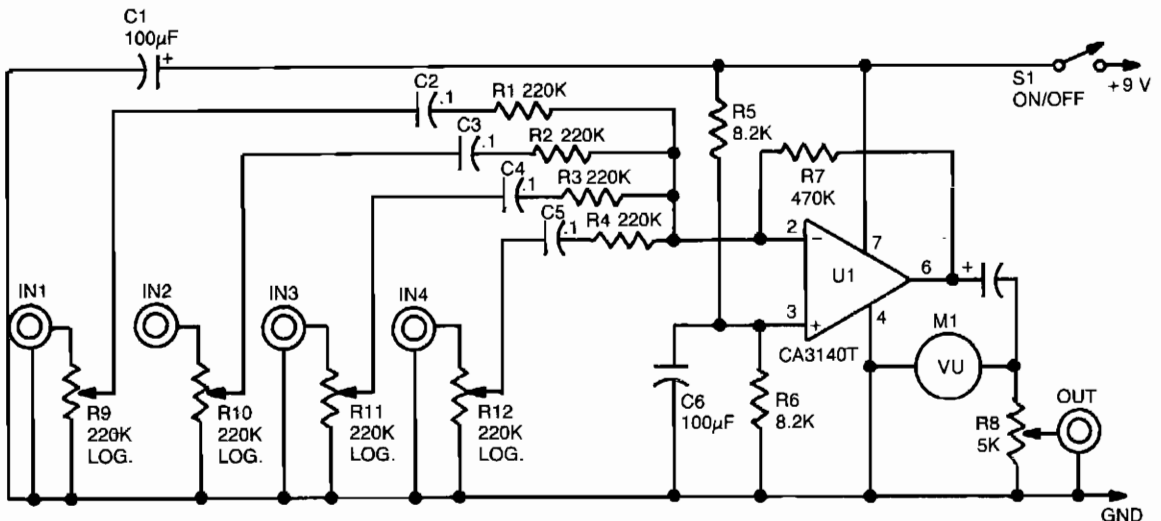 C1
100µF
+
S1
ON/OFF
+9 V
C2
.1
R1 220K
C3
.1
R2 220K
C4
.1
R3 220K
C5
.1
R4 220K
R5
8.2K
R7
470K
2
−
7
U1
6
+
3
+
4
CA3140T
M1
VU
IN1
IN2
IN3
IN4
R9
220K
LOG.
R10
220K
LOG.
R11
220K
LOG.
R12
220K
LOG.
C6
100µF
R6
8.2K
R8
5K
OUT
GND